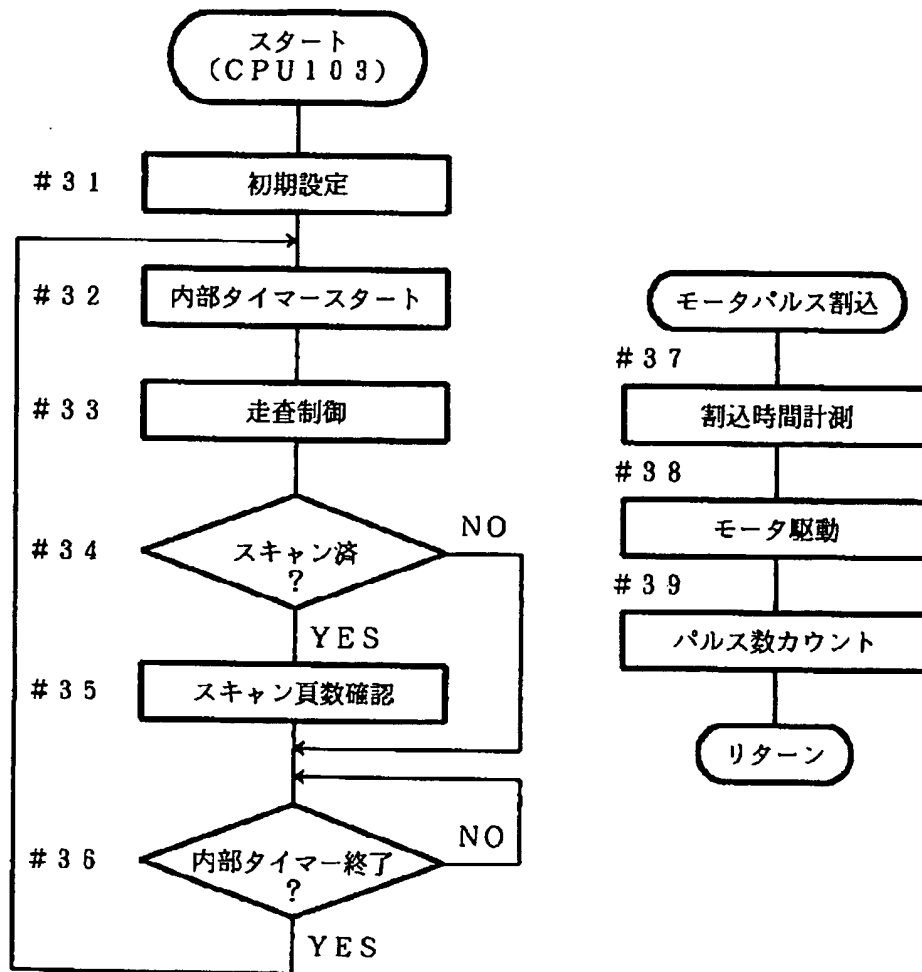 スタート
(CPU103)
#31
初期設定
#32
内部タイマースタート
#33
走査制御
#34
スキャン済
?
NO
YES
#35
スキャン頁数確認
#36
内部タイマー終了
?
NO
YES
モータパルス割込
#37
割込時間計測
#38
モータ駆動
#39
パルス数カウント
リターン